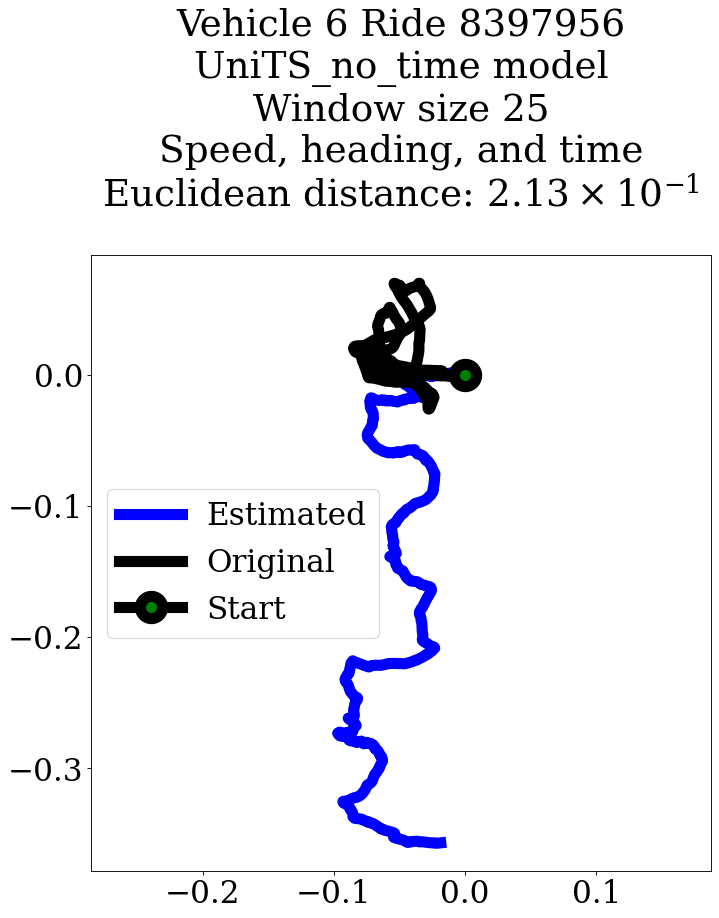 Vehicle 6 Ride 8397956
UniTS_no_time model
Window size 25
Speed, heading, and time
Euclidean distance: 2.13 × 10⁻¹
0.0
−0.1
−0.2
−0.3
Estimated
Original
Start
−0.2 −0.1 0.0 0.1